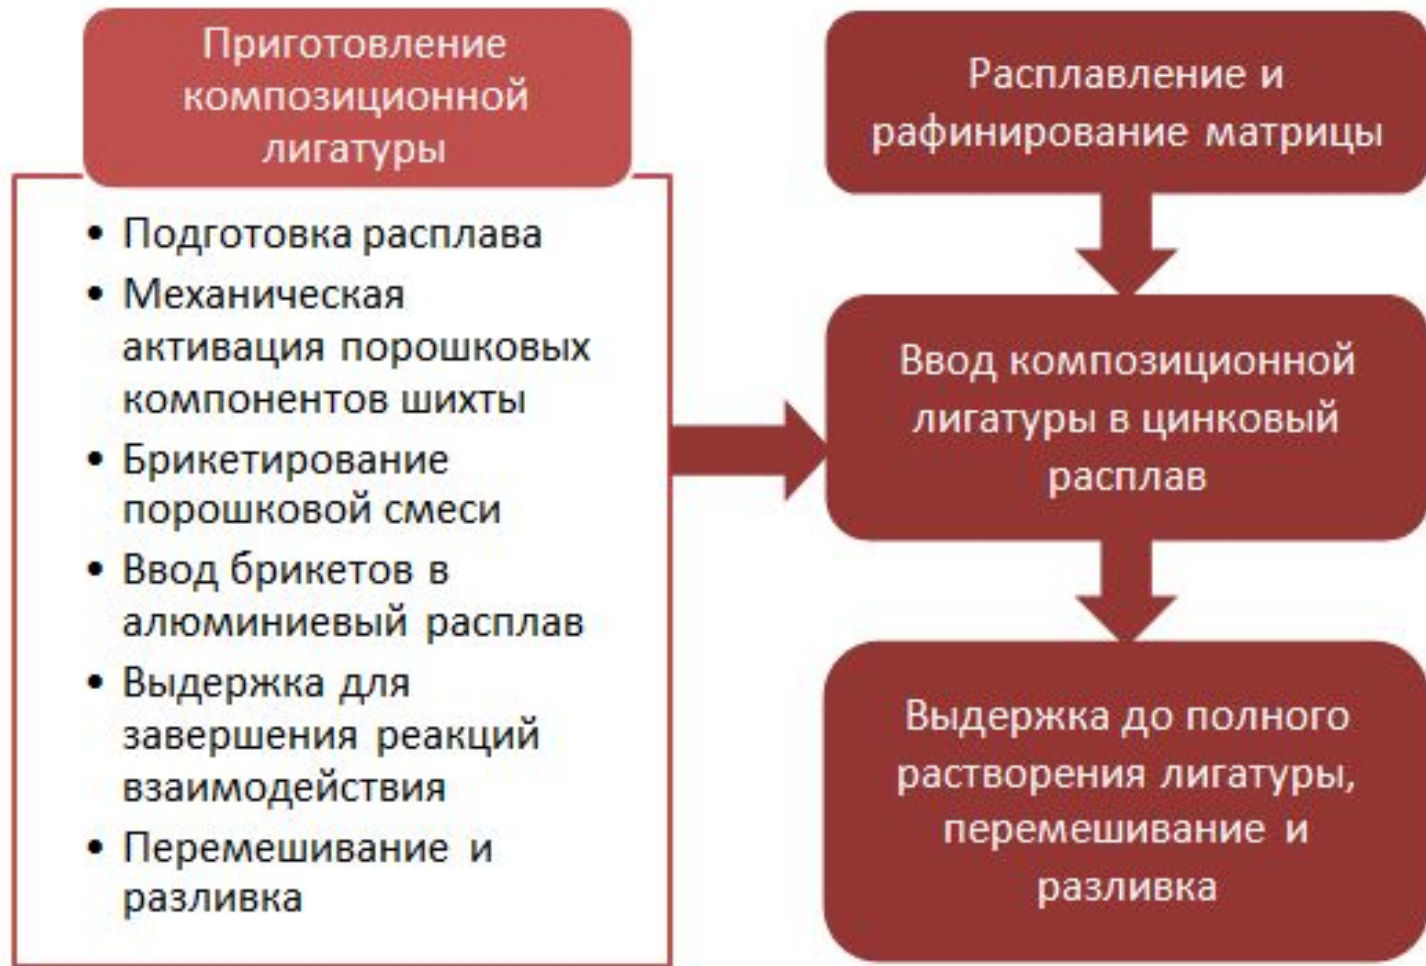 Приготовление
композиционной
лигатуры
• Подготовка расплава
• Механическая
активация порошковых
компонентов шихты
• Брикетирование
порошковой смеси
• Ввод брикетов в
алюминиевый расплав
• Выдержка для
завершения реакций
взаимодействия
• Перемешивание и
разливка
Расплавление и
рафинирование матрицы
Ввод композиционной
лигатуры в цинковый
расплав
Выдержка до полного
растворения лигатуры,
перемешивание и
разливка